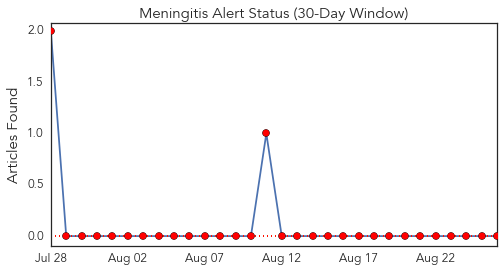 Meningitis Alert Status (30-Day Window)
Articles Found
2.0
1.5
1.0
0.5
0.0
Jul 28 Aug 02 Aug 07 Aug 12 Aug 17 Aug 22